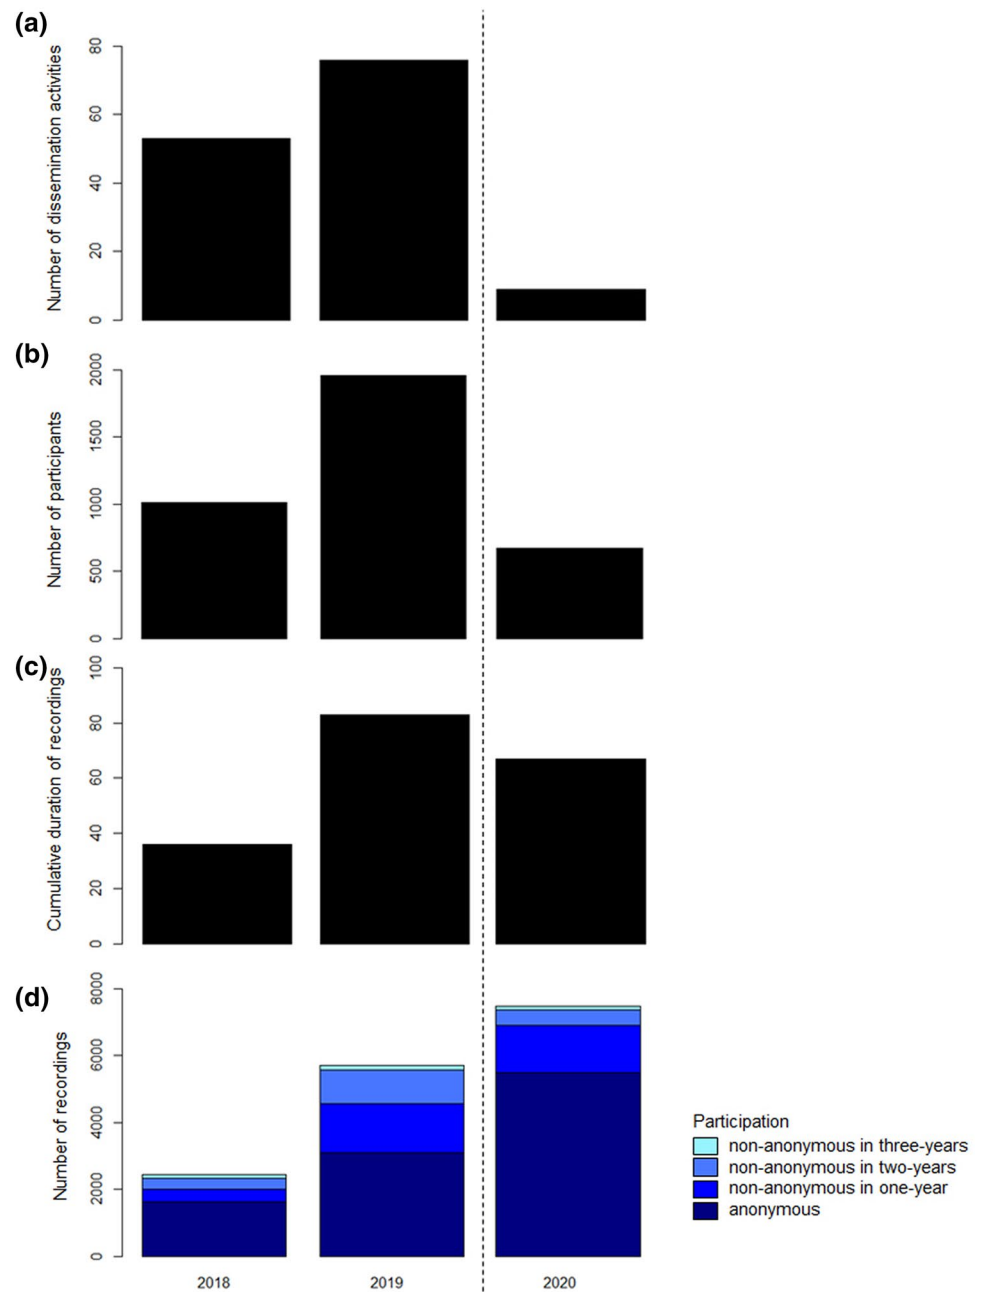 (a)
Number of dissemination activities
80
60
40
20
0
(b)
Number of participants
2000
1500
1000
500
0
(c)
Cumulative duration of recordings
100
80
60
40
20
0
(d)
Number of recordings
8000
6000
4000
2000
0
2018 2019 2020
Participation
non-anonymous in three-years
non-anonymous in two-years
non-anonymous in one-year
anonymous